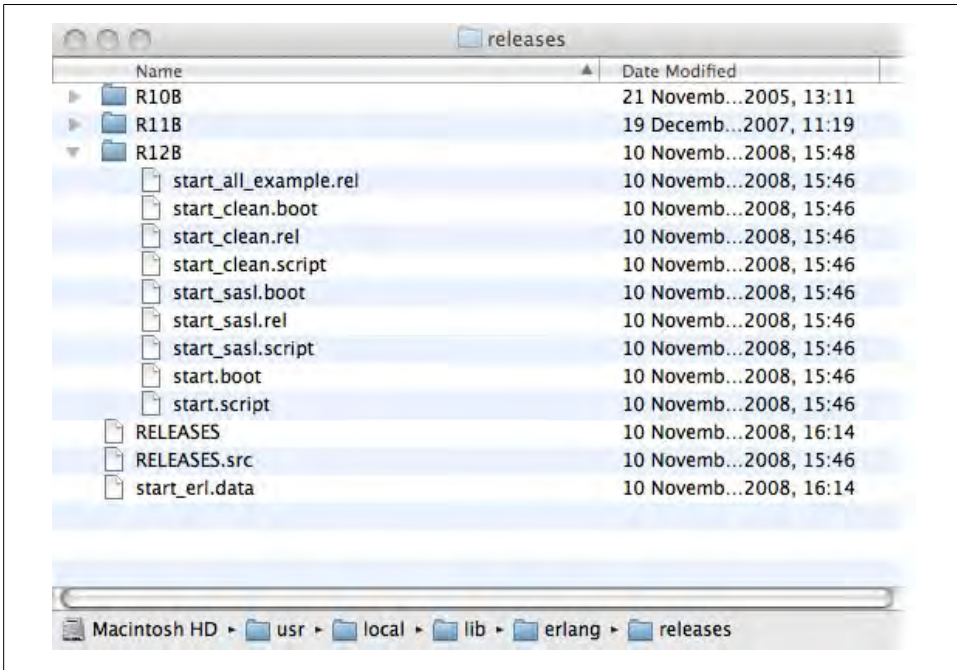 releases
Name Date Modified
R10B 21 Novemb...2005, 13:11
R11B 19 Decemb...2007, 11:19
R12B 10 Novemb...2008, 15:48
start_all_example.rel 10 Novemb...2008, 15:46
start_clean.boot 10 Novemb...2008, 15:46
start_clean.rel 10 Novemb...2008, 15:46
start_clean.script 10 Novemb...2008, 15:46
start_sasl.boot 10 Novemb...2008, 15:46
start_sasl.rel 10 Novemb...2008, 15:46
start_sasl.script 10 Novemb...2008, 15:46
start.boot 10 Novemb...2008, 15:46
start.script 10 Novemb...2008, 15:46
RELEASES 10 Novemb...2008, 16:14
RELEASES.src 10 Novemb...2008, 15:46
start_erl.data 10 Novemb...2008, 16:14
Macintosh HD ▸ usr ▸ local ▸ lib ▸ erlang ▸ releases